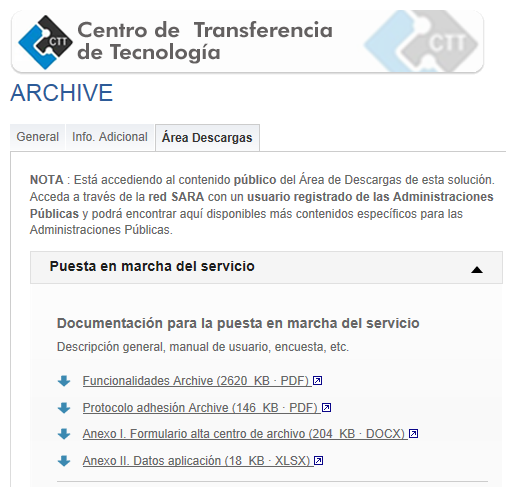 CTT
Centro de Transferencia
de Tecnología
CTT
ARCHIVE
General
Info. Adicional
Área Descargas
NOTA : Está accediendo al contenido público del Área de Descargas de esta solución.
Acceda a través de la red SARA con un usuario registrado de las Administraciones
Públicas y podrá encontrar aquí disponibles más contenidos específicos para las
Administraciones Públicas.
Puesta en marcha del servicio
Documentación para la puesta en marcha del servicio
Descripción general, manual de usuario, encuesta, etc.
Funcionalidades Archive (2620 KB · PDF)
Protocolo adhesión Archive (146 KB · PDF)
Anexo I. Formulario alta centro de archivo (204 KB · DOCX)
Anexo II. Datos aplicación (18 KB · XLSX)